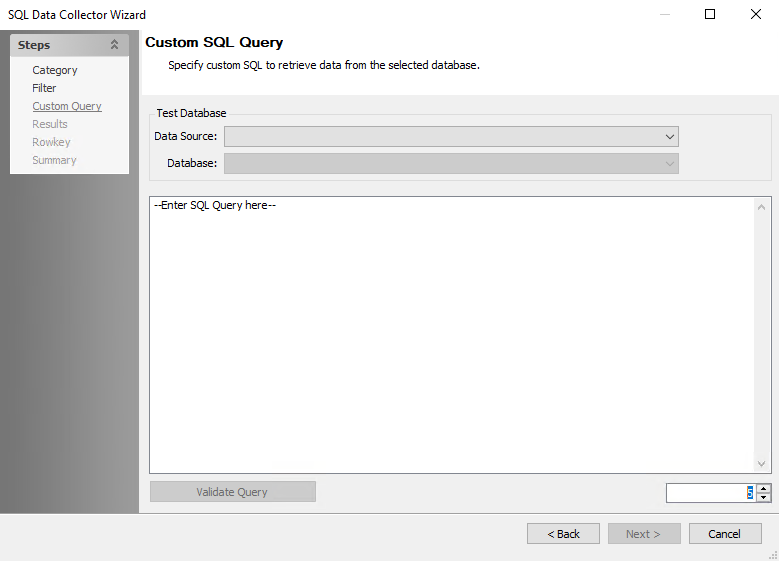 SQL Data Collector Wizard
Steps
Category
Filter
Custom Query
Results
Rowkey
Summary
Custom SQL Query
Specify custom SQL to retrieve data from the selected database.
Test Database
Data Source:
Database:
--Enter SQL Query here--
Validate Query
5
< Back
Next >
Cancel